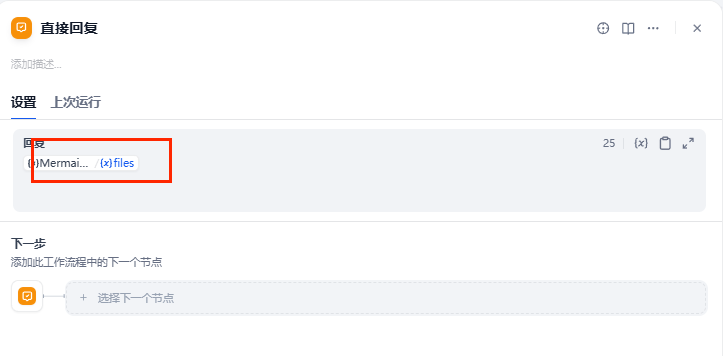 直接回复
添加描述...
设置 上次运行
回复 25 {x}
{x}Mermai... / {x}files
下一步
添加此工作流程中的下一个节点
+ 选择下一个节点